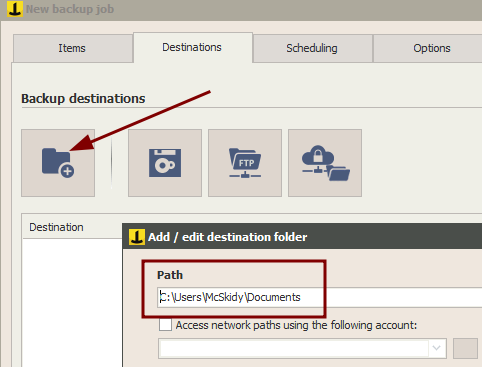 New backup job
Items
Destinations
Scheduling
Options
Backup destinations
FTP
Destination
Add / edit destination folder
Path
C:\Users\McSkidy\Documents
Access network paths using the following account: